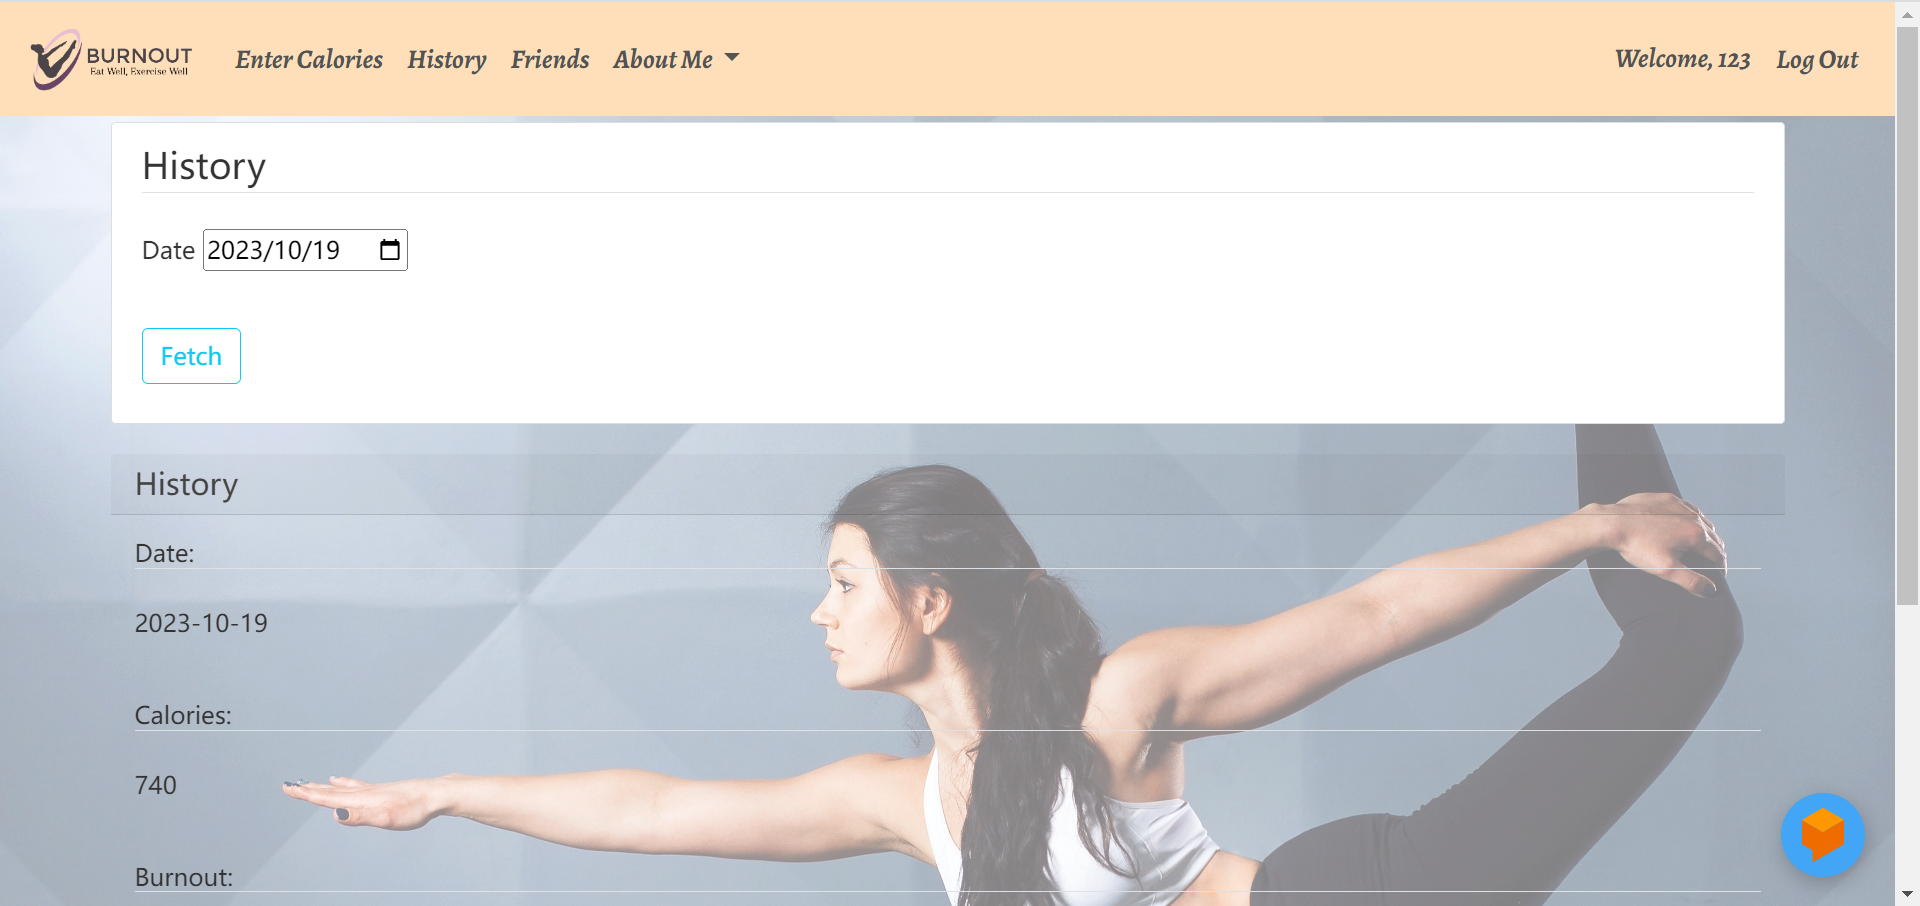 BURNOUT
Eat Well, Exercise Well
Enter Calories
History
Friends
About Me
Welcome, 123
Log Out
History
Date 2023/10/19
Fetch
History
Date:
2023-10-19
Calories:
740
Burnout: